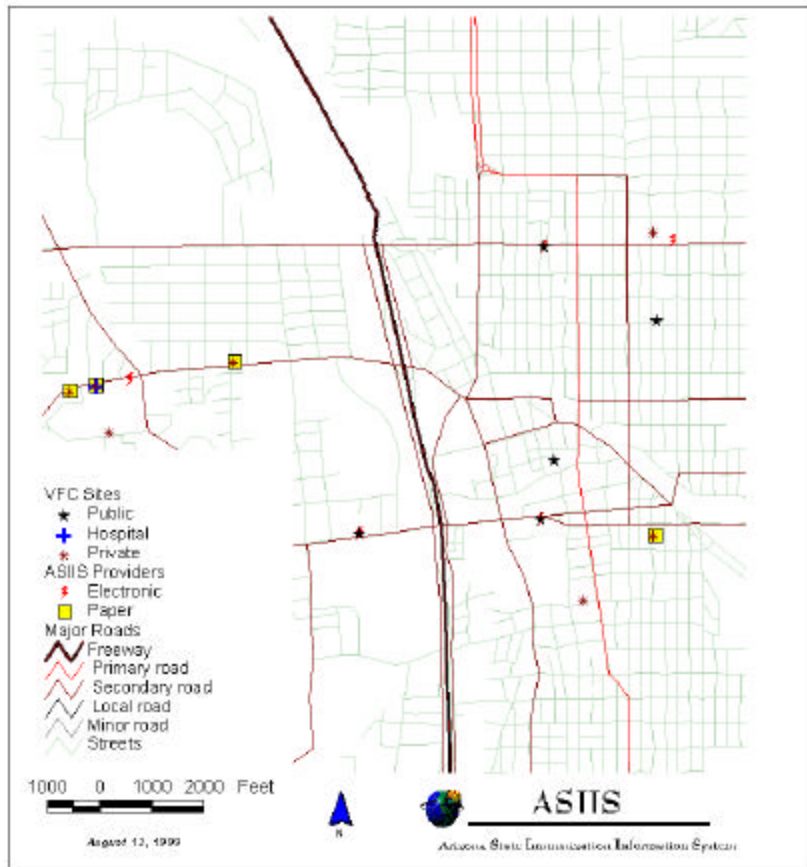 VFC Sites
Public
Hospital
Private
ASIIS Providers
Electronic
Paper
Major Roads
Freeway
Primary road
Secondary road
Local road
Minor road
Streets
1000 0 1000 2000 Feet
August 12, 1999
N
ASIIS
Arizona State Immunization Information System